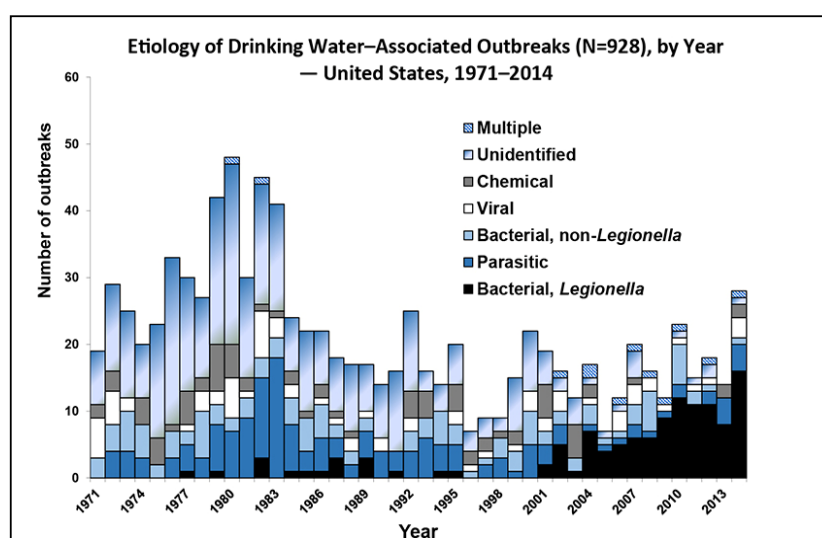 Etiology of Drinking Water–Associated Outbreaks (N=928), by Year
— United States, 1971–2014
60
50
40
30
20
10
0
Number of outbreaks
Multiple
Unidentified
Chemical
Viral
Bacterial, non-Legionella
Parasitic
Bacterial, Legionella
1971
1974
1977
1980
1983
1986
1989
1992
1995
1998
2001
2004
2007
2010
2013
Year